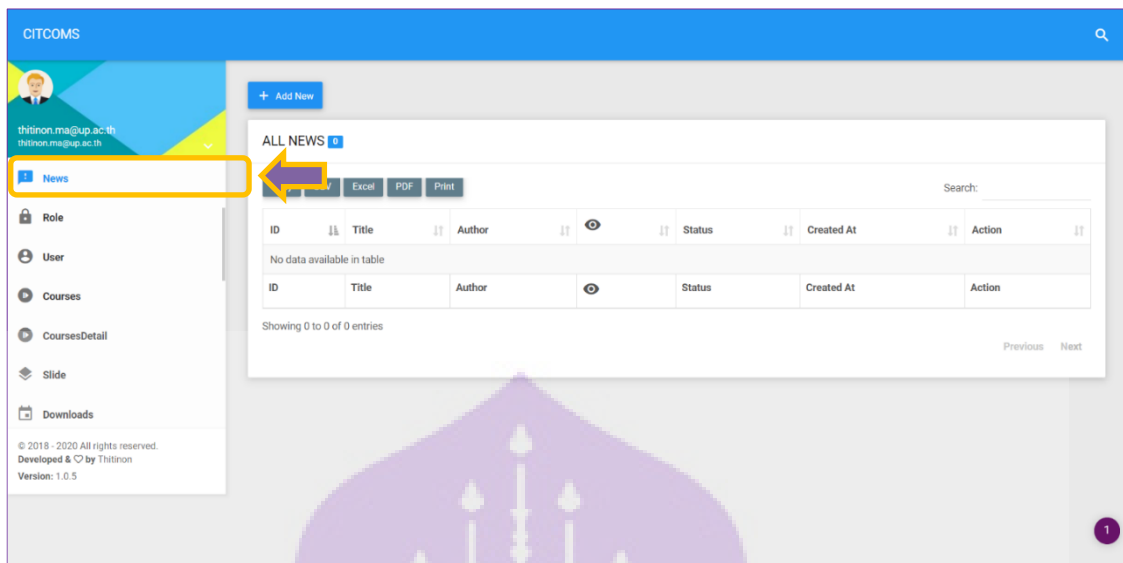 CITCOMS
thitinon.ma@up.ac.th
thitinon.ma@up.ac.th
News
Role
User
Courses
CoursesDetail
Slide
Downloads
© 2018 - 2020 All rights reserved.
Developed & ♡ by Thitinon
Version: 1.0.5
+ Add New
ALL NEWS 0
Excel PDF Print
Search:
ID Title Author Status Created At Action
No data available in table
ID Title Author Status Created At Action
Showing 0 to 0 of 0 entries
Previous Next
1